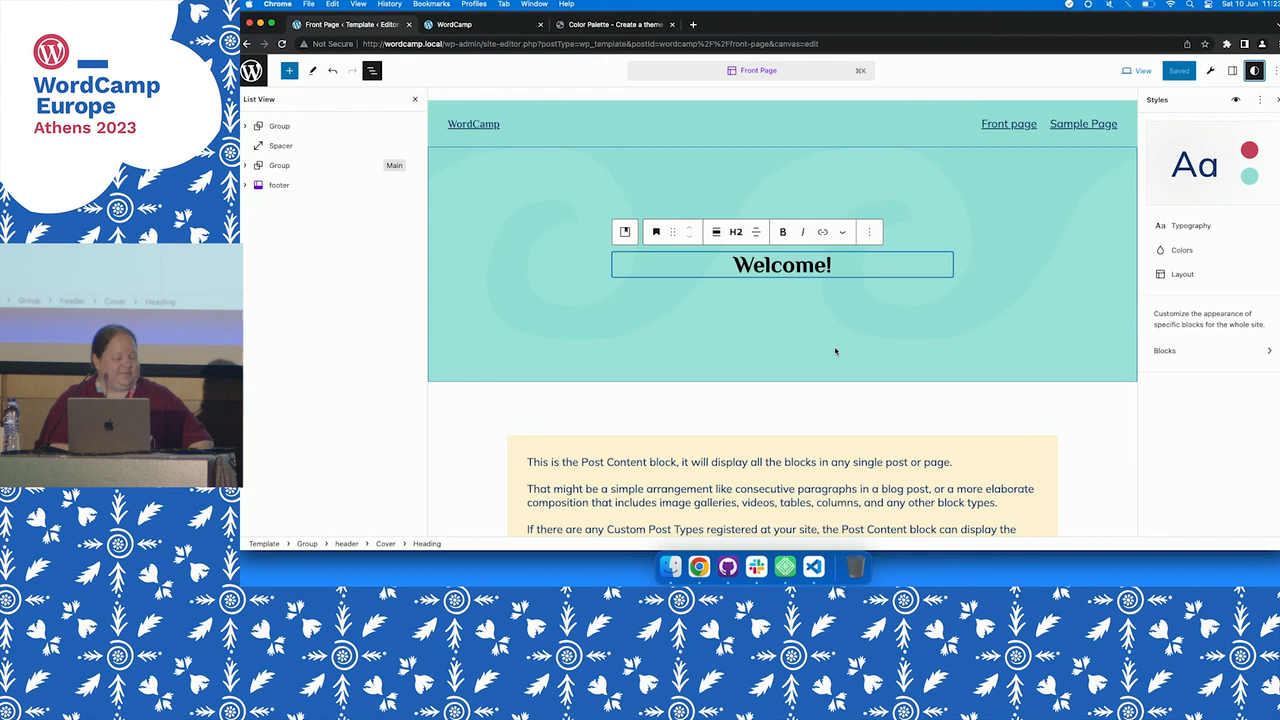 WordCamp
Europe
Athens 2023
Group > header > Cover > Heading
Chrome File Edit View History Bookmarks Profiles Tab Window Help
Sat 10 Jun 11:23
Front Page ‹ Template ‹ Editor
WordCamp
Color Palette - Create a theme
Not Secure
http://wordcamp.local/wp-admin/site-editor.php?postType=wp_template&postId=wordcamp%2F%2Ffront-page&canvas=edit
Front Page
⌘K
View
Saved
List View
Group
Spacer
Group
Main
footer
WordCamp
Front page
Sample Page
H2
B
I
Welcome!
This is the Post Content block, it will display all the blocks in any single post or page.
That might be a simple arrangement like consecutive paragraphs in a blog post, or a more elaborate
composition that includes image galleries, videos, tables, columns, and any other block types.
If there are any Custom Post Types registered at your site, the Post Content block can display the
Styles
Aa
Aa Typography
Colors
Layout
Customize the appearance of
specific blocks for the whole site.
Blocks
Template > Group > header > Cover > Heading